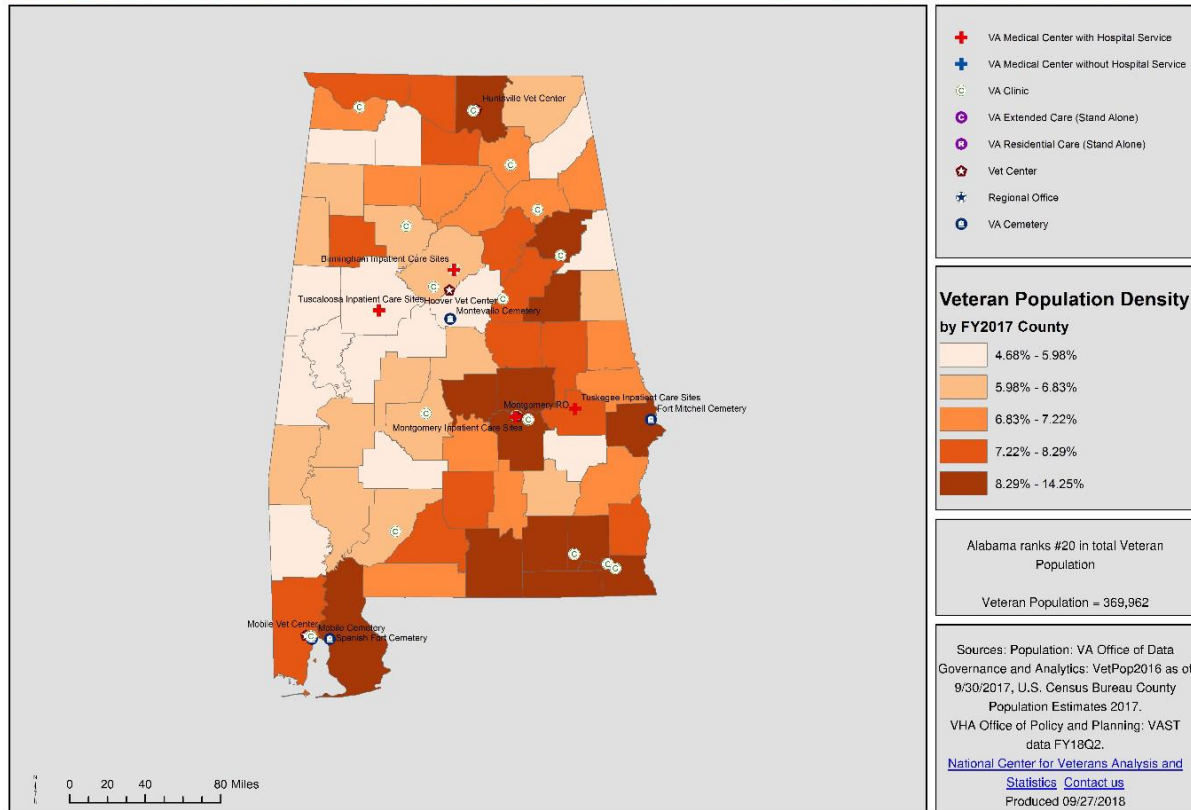 Huntsville Vet Center
Birmingham Inpatient Care Sites
Tuscaloosa Inpatient Care Sites
Hoover Vet Center
Montevallo Cemetery
Tuskegee Inpatient Care Sites
Montgomery RO
Fort Mitchell Cemetery
Montgomery Inpatient Care Sites
Mobile Vet Center
Mobile Cemetery
Spanish Fort Cemetery
0 20 40 80 Miles
VA Medical Center with Hospital Service
VA Medical Center without Hospital Service
C VA Clinic
C VA Extended Care (Stand Alone)
R VA Residential Care (Stand Alone)
Vet Center
Regional Office
VA Cemetery
Veteran Population Density
by FY2017 County
4.68% - 5.98%
5.98% - 6.83%
6.83% - 7.22%
7.22% - 8.29%
8.29% - 14.25%
Alabama ranks #20 in total Veteran
Population
Veteran Population = 369,962
Sources: Population: VA Office of Data
Governance and Analytics: VetPop2016 as of
9/30/2017, U.S. Census Bureau County
Population Estimates 2017.
VHA Office of Policy and Planning: VAST
data FY18Q2.
National Center for Veterans Analysis and
Statistics Contact us
Produced 09/27/2018